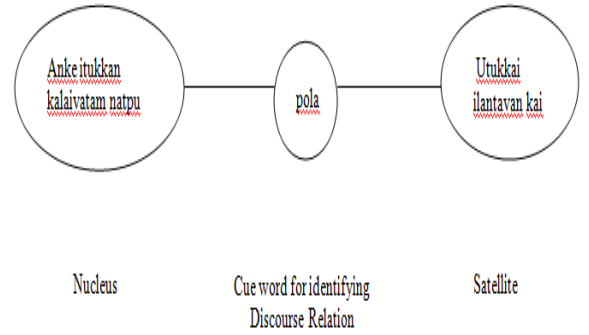 Anke itukkan
kalaivatam natpu
pola
Utukkai
ilantavan kai
Nucleus
Cue word for identifying
Discourse Relation
Satellite